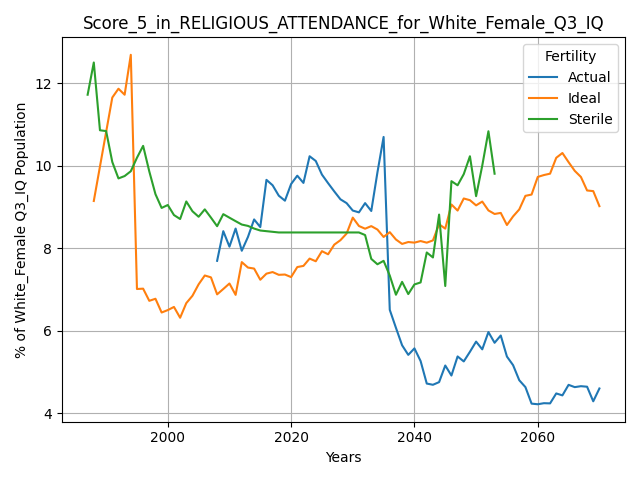 Score_5_in_RELIGIOUS_ATTENDANCE_for_White_Female_Q3_IQ
Fertility
Actual
Ideal
Sterile
% of White_Female Q3_IQ Population
12
10
8
6
4
2000
2020
2040
2060
Years